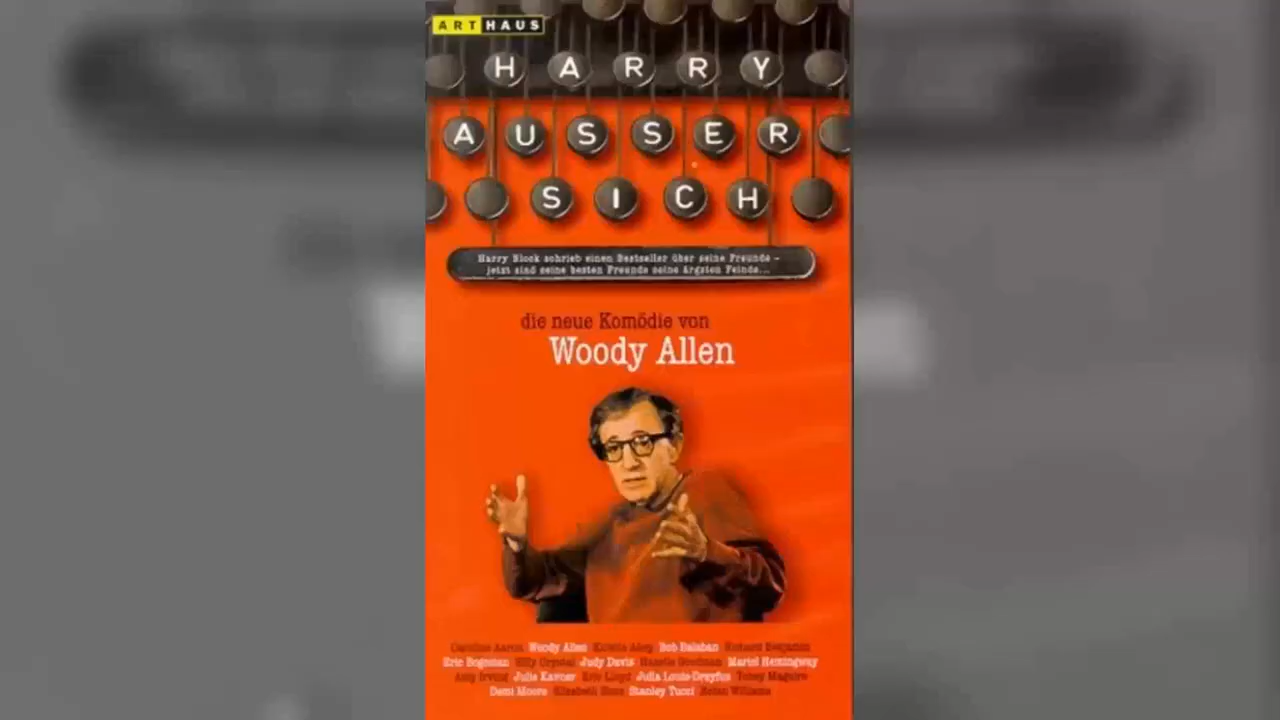 ARTHAUS
HARRY
AUSSER
SICH
Harry Block schrieb einen Bestseller über seine Freunde –
jetzt sind seine besten Freunde seine ärgsten Feinde...
die neue Komödie von
Woody Allen
Caroline Aaron Woody Allen Kirstie Alley Bob Balaban Richard Benjamin
Eric Bogosian Billy Crystal Judy Davis Hazelle Goodman Mariel Hemingway
Amy Irving Julie Kavner Eric Lloyd Julia Louis-Dreyfus Tobey Maguire
Demi Moore Elisabeth Shue Stanley Tucci Robin Williams